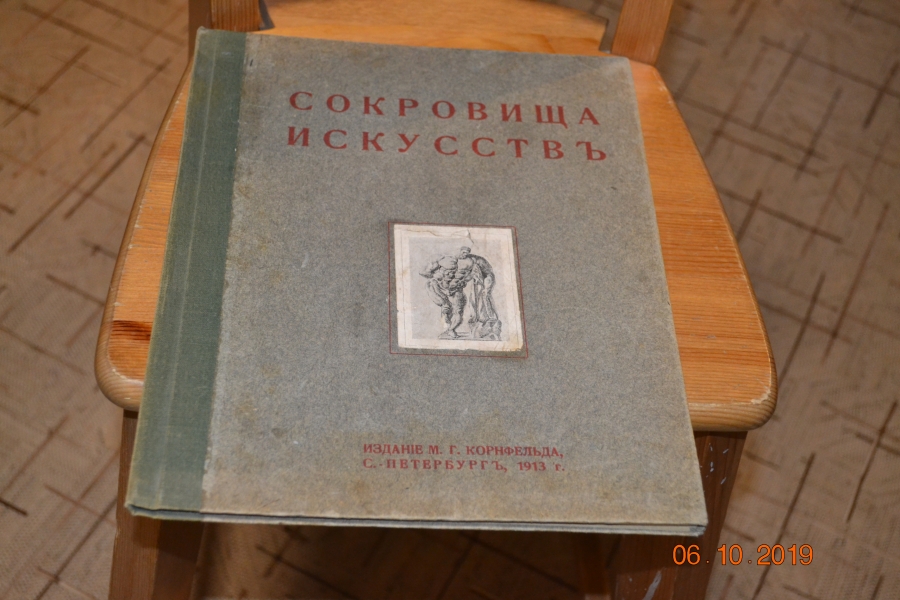 СОКРОВИЩА
ИСКУССТВЪ
ИЗДАНІЕ М. Г. КОРНФЕЛЬДА,
С.-ПЕТЕРБУРГЪ, 1913 г.
06.10.2019